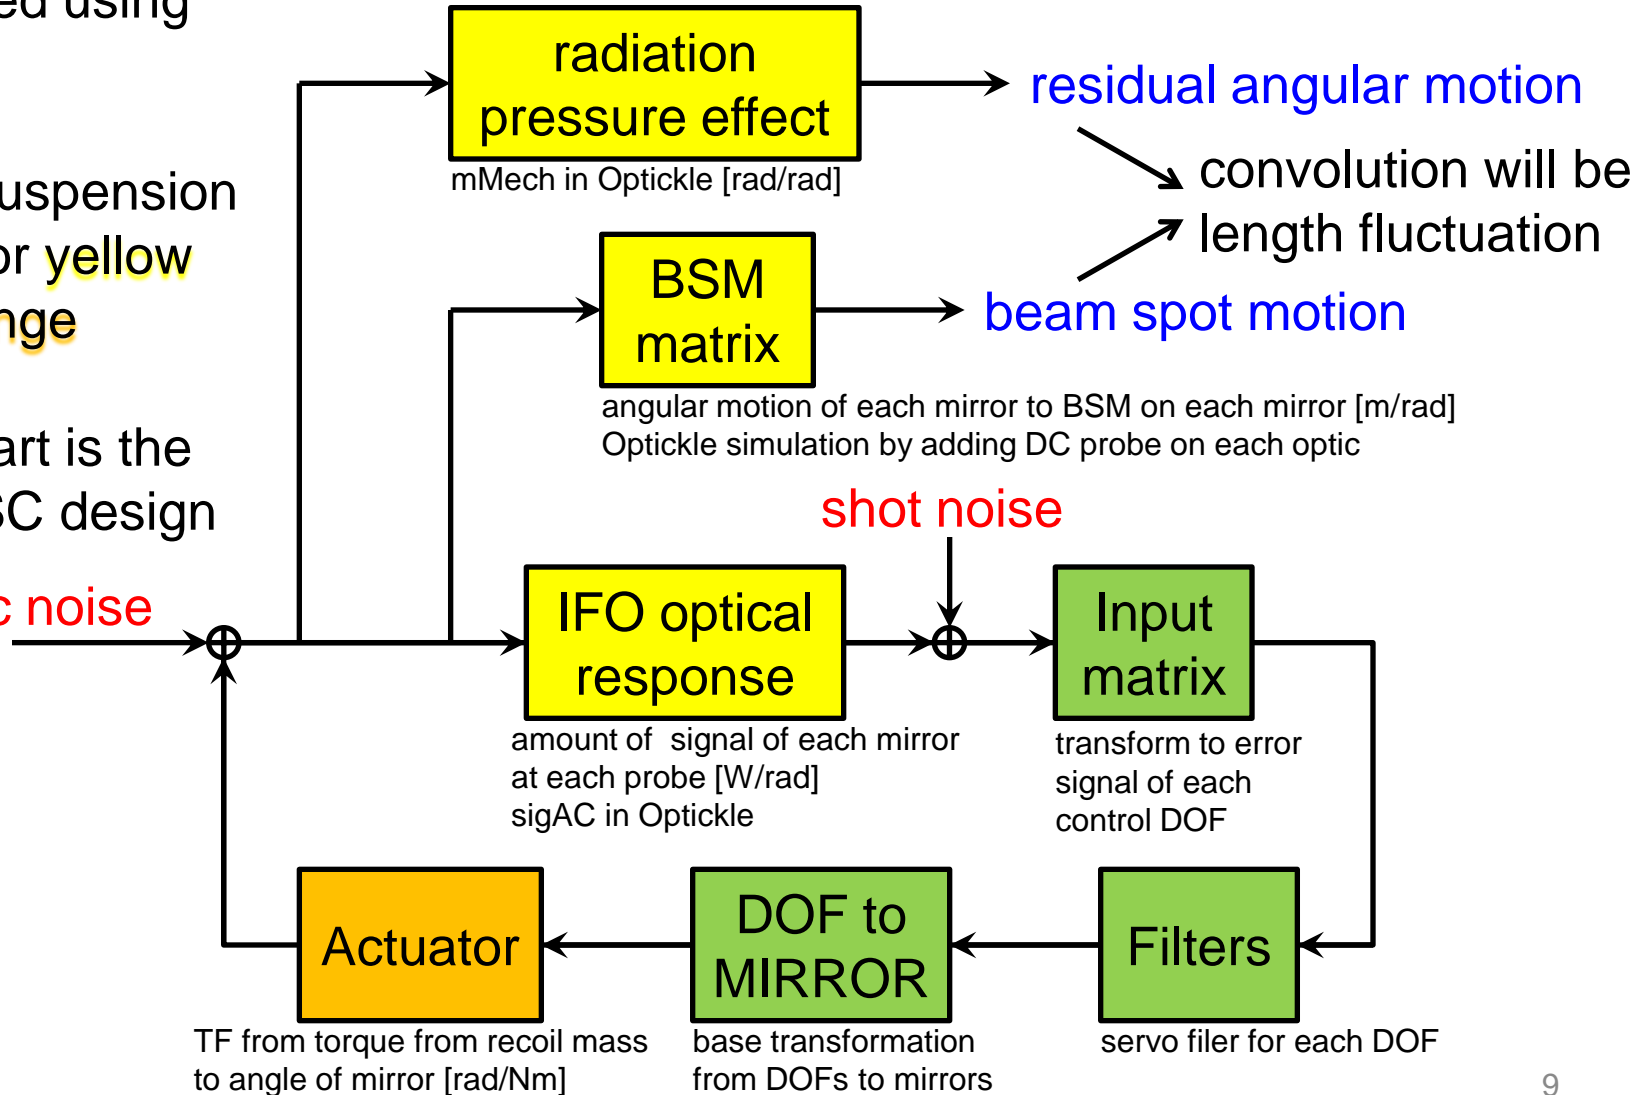 ed using
radiation
pressure effect
mMech in Optickle [rad/rad]
residual angular motion
convolution will be
length fluctuation
uspension
or yellow
nge
BSM
matrix
beam spot motion
angular motion of each mirror to BSM on each mirror [m/rad]
Optickle simulation by adding DC probe on each optic
art is the
SC design
shot noise
c noise
IFO optical
response
amount of signal of each mirror
at each probe [W/rad]
sigAC in Optickle
Input
matrix
transform to error
signal of each
control DOF
Actuator
TF from torque from recoil mass
to angle of mirror [rad/Nm]
DOF to
MIRROR
base transformation
from DOFs to mirrors
Filters
servo filer for each DOF
9